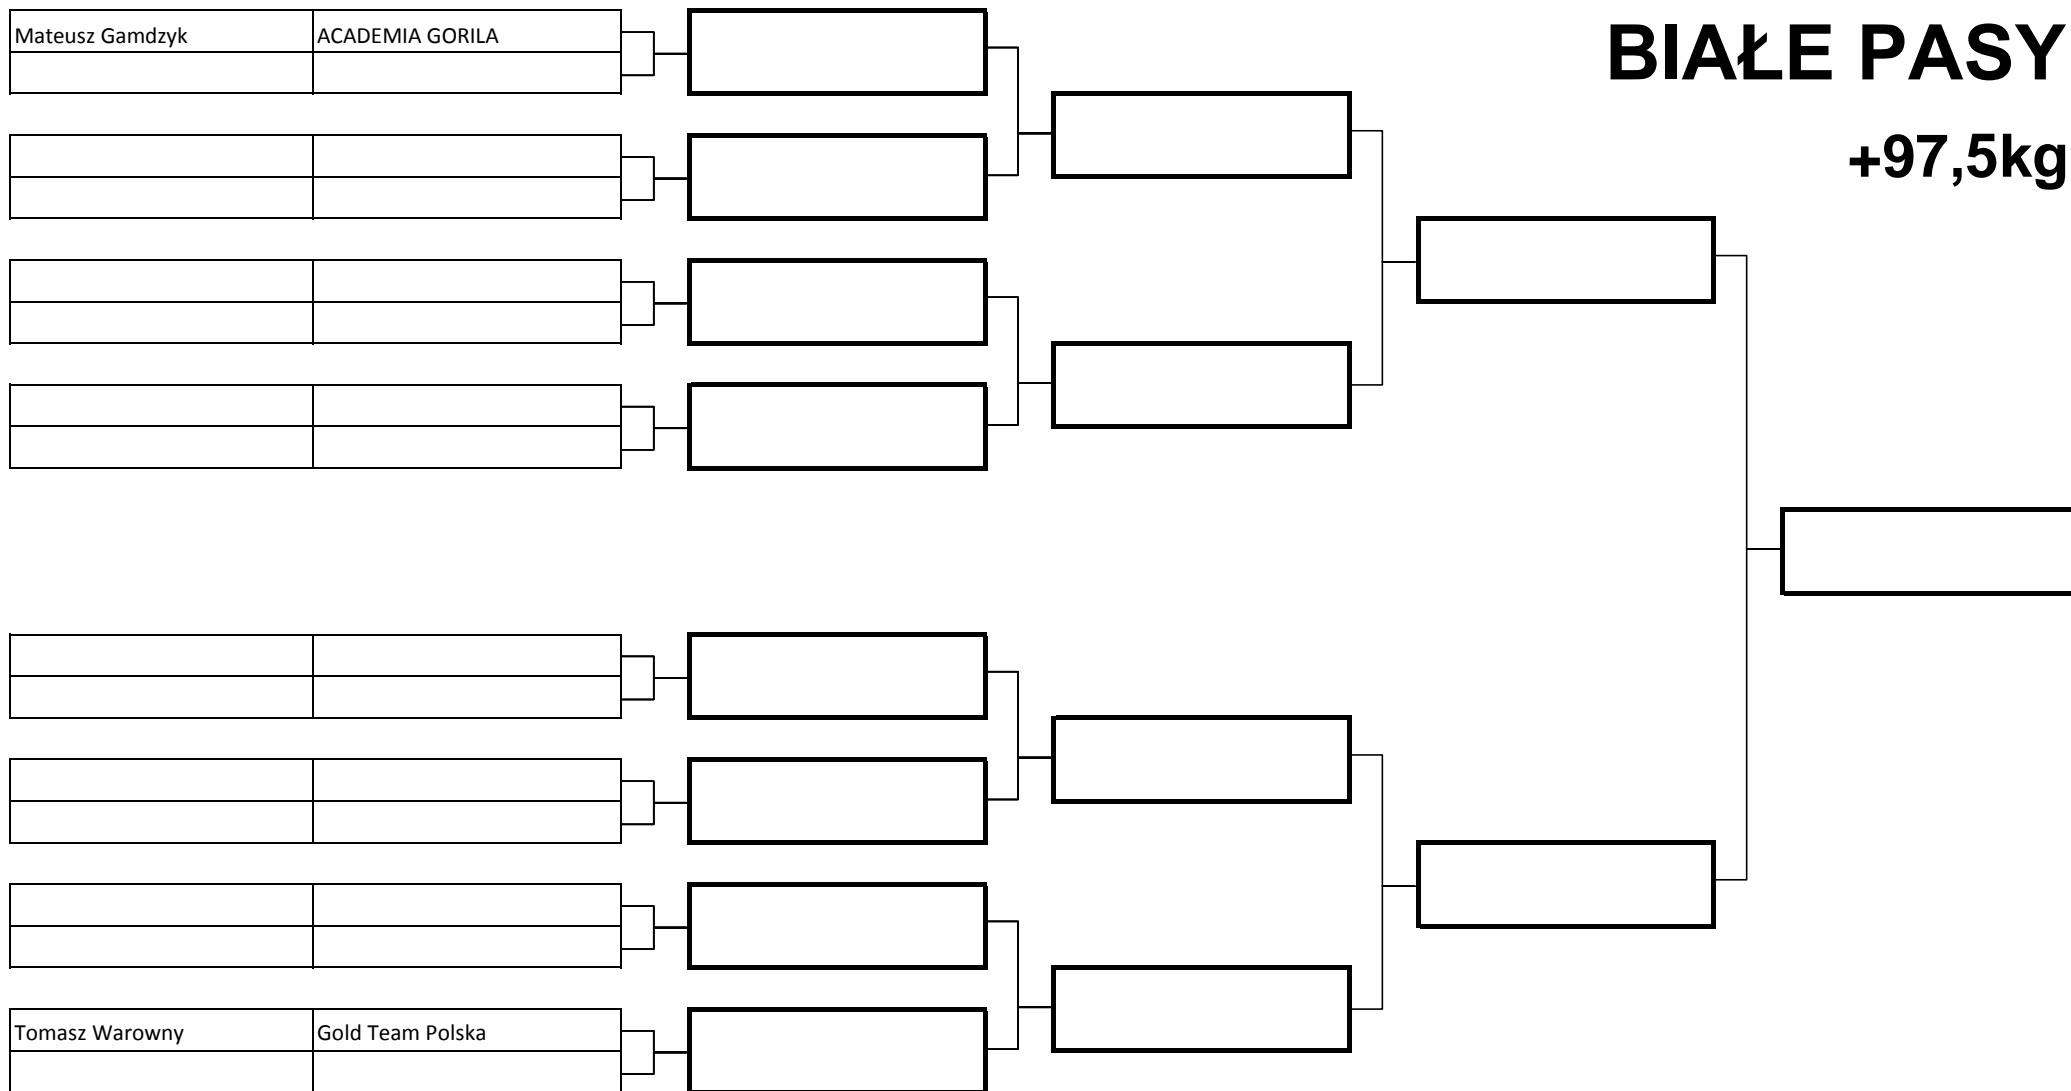 BIAŁE PASY
+97,5kg
Mateusz Gamdzyk ACADEMIA GORILA
Tomasz Warowny Gold Team Polska